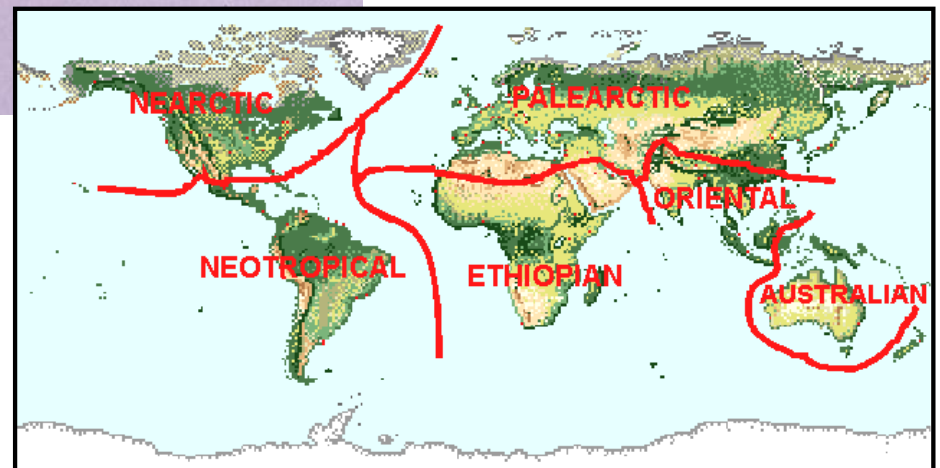 NEARCTIC
PALEARCTIC
ORIENTAL
NEOTROPICAL
ETHIOPIAN
AUSTRALIAN